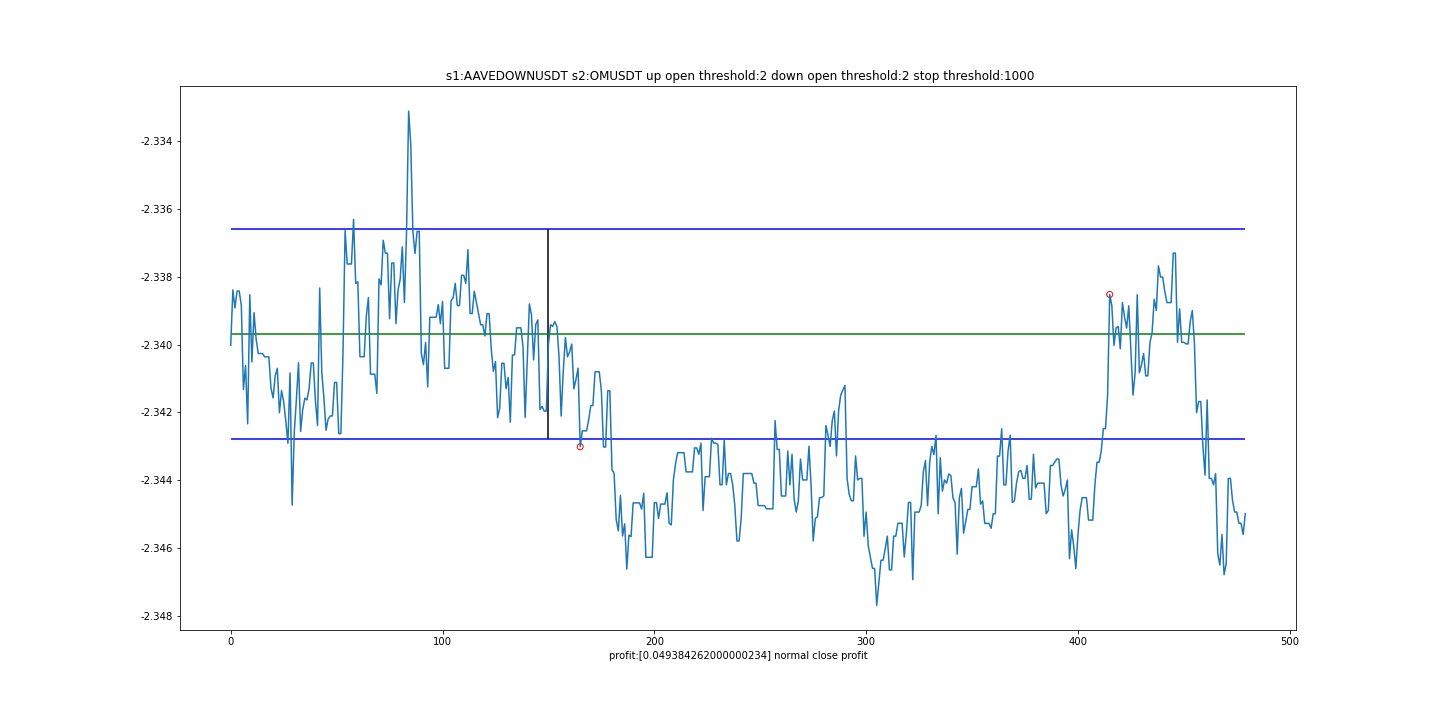 s1:AAVEDOWNUSDT s2:OMUSDT up open threshold:2 down open threshold:2 stop threshold:1000
-2.334
-2.336
-2.338
-2.340
-2.342
-2.344
-2.346
-2.348
0 100 200 300 400 500
profit:[0.049384262000000234] normal close profit